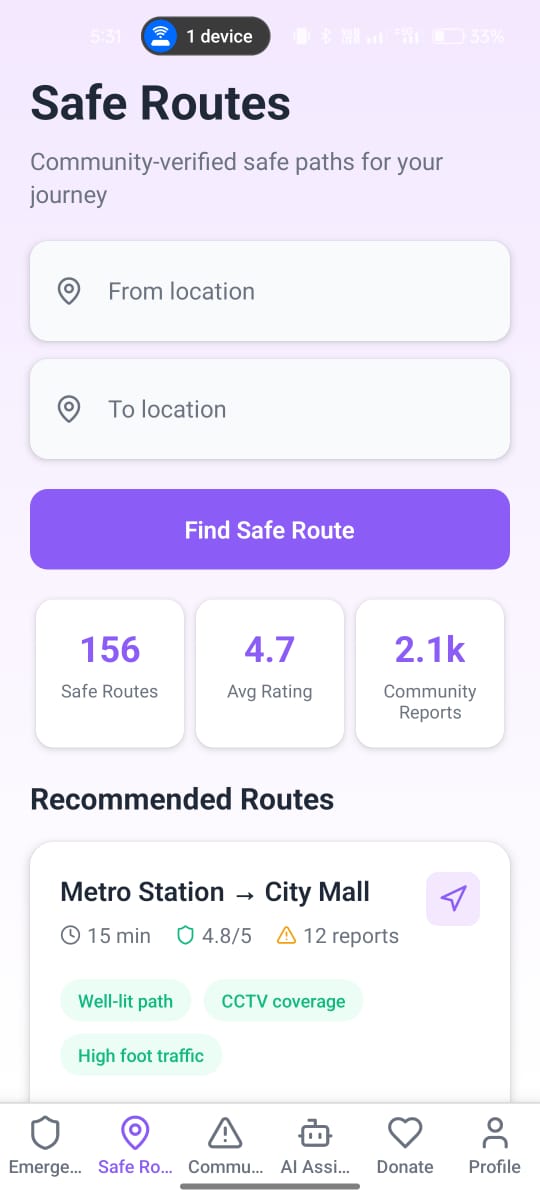 5:31
1 device
33%
Safe Routes
Community-verified safe paths for your
journey
From location
To location
Find Safe Route
156
Safe Routes
4.7
Avg Rating
2.1k
Community
Reports
Recommended Routes
Metro Station → City Mall
15 min
4.8/5
12 reports
Well-lit path
CCTV coverage
High foot traffic
Emerge...
Safe Ro...
Commu...
AI Assi...
Donate
Profile